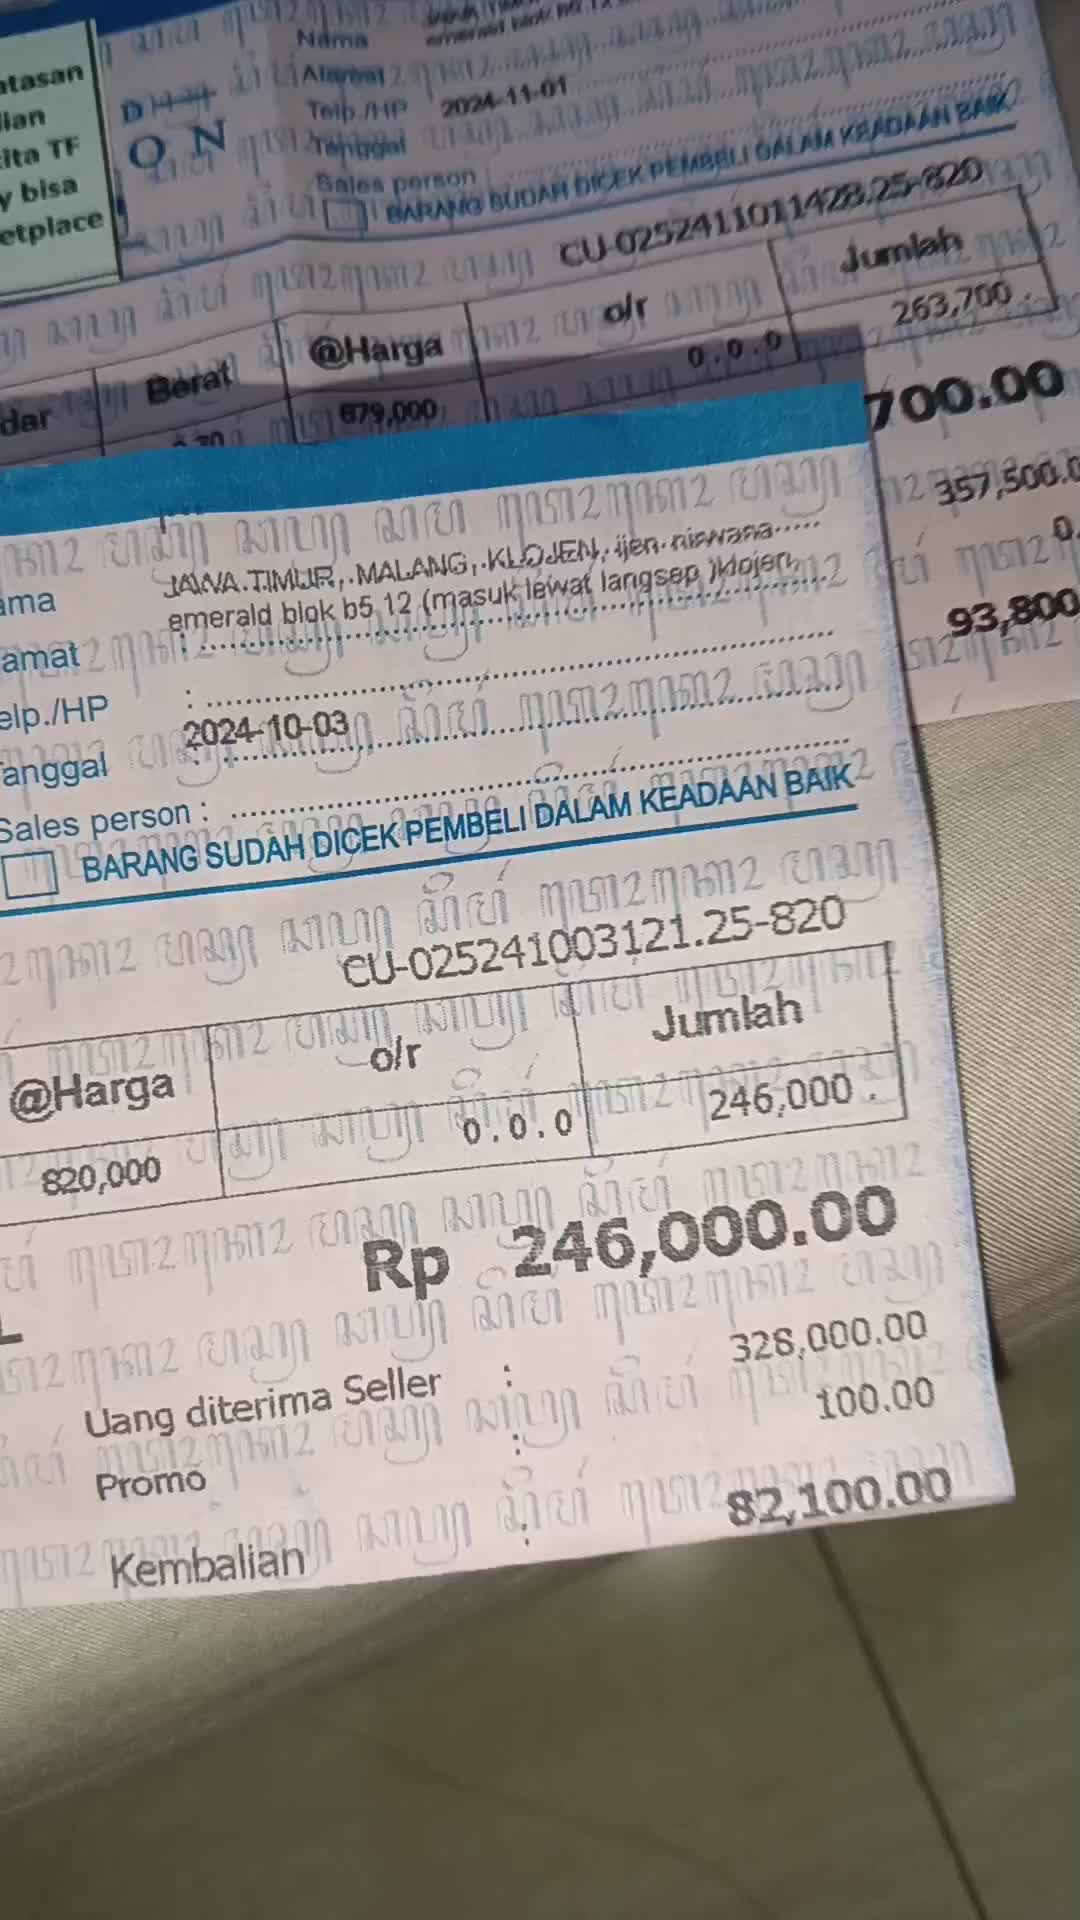 atasan
lian
ita TF
y bisa
etplace
O N
Nama
emerald blok
Alamat
Telp./HP
2024-11-01
Tanggal
Sales person
BARANG SUDAH DICEK PEMBELI DALAM KEADAAN BAIK
CU-0252411011428.25-820
dar Berat @Harga o/r Jumlah
879,000 0.0.0 263,700.
700.00
357,500.0
0.
93,800
ama
JAWA TIMUR, MALANG, KLOJEN, ijen nirwana
emerald blok b5 12 (masuk lewat langsep )klojen,
amat
elp./HP :
2024-10-03
anggal
Sales person :
BARANG SUDAH DICEK PEMBELI DALAM KEADAAN BAIK
CU-025241003121.25-820
@Harga o/r Jumlah
820,000 0.0.0 246,000 .
Rp 246,000.00
Uang diterima Seller : 328,000.00
Promo : 100.00
Kembalian : 82,100.00